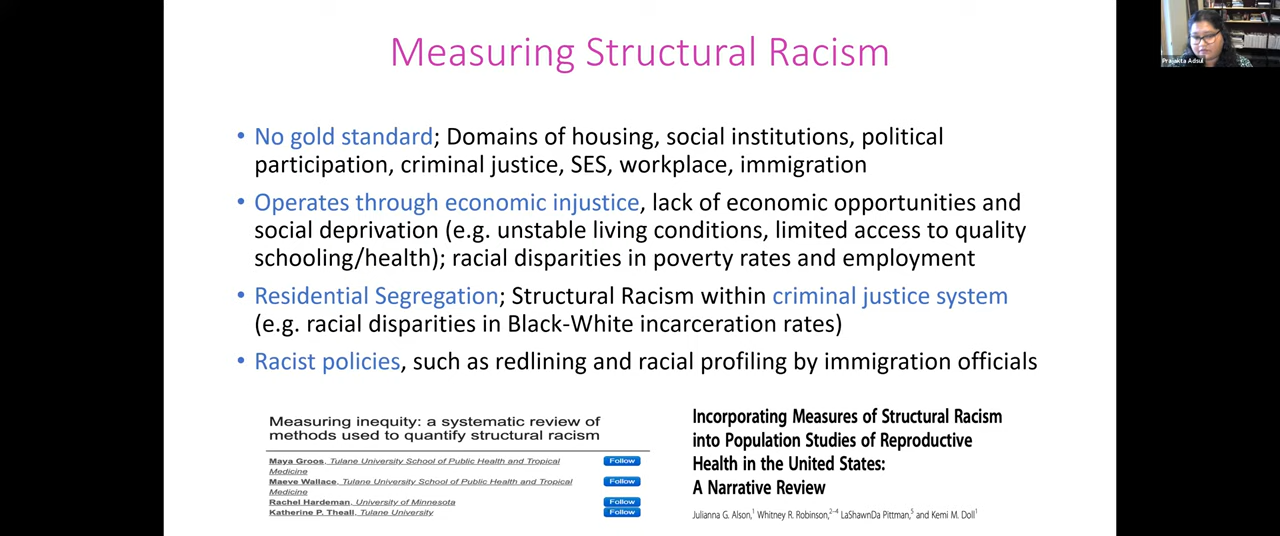 Measuring Structural Racism
Prajakta Adsul
• No gold standard; Domains of housing, social institutions, political
participation, criminal justice, SES, workplace, immigration
• Operates through economic injustice, lack of economic opportunities and
social deprivation (e.g. unstable living conditions, limited access to quality
schooling/health); racial disparities in poverty rates and employment
• Residential Segregation; Structural Racism within criminal justice system
(e.g. racial disparities in Black-White incarceration rates)
• Racist policies, such as redlining and racial profiling by immigration officials
Measuring inequity: a systematic review of
methods used to quantify structural racism
Maya Groos, Tulane University School of Public Health and Tropical
Medicine
Follow
Maeve Wallace, Tulane University School of Public Health and Tropical
Medicine
Follow
Rachel Hardeman, University of Minnesota
Follow
Katherine P. Theall, Tulane University
Follow
Incorporating Measures of Structural Racism
into Population Studies of Reproductive
Health in the United States:
A Narrative Review
Julianna G. Alson,1 Whitney R. Robinson,2–4 LaShawnDa Pittman,5 and Kemi M. Doll1